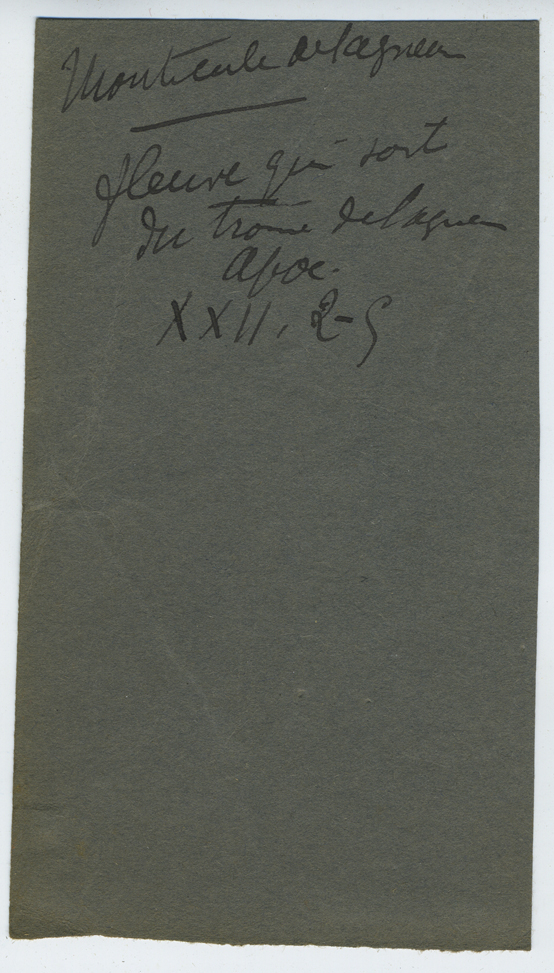 Monticule de l'agneau
fleuve qui sort
du trône de l'agneau
Apoc.
XXII, 2-5